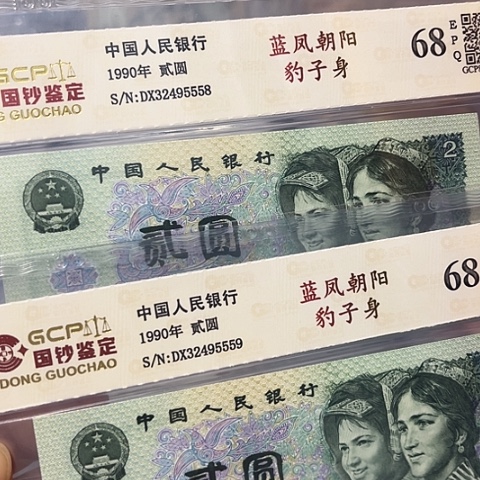 GCP
国钞鉴定
GUOCHAO
中国人民银行
1990年 贰圆
S/N:DX32495558
蓝凤朝阳
豹子身
68
EPQ
GCP
中国人民银行
2
贰圆
GCP
国钞鉴定
DONG GUOCHAO
中国人民银行
1990年 贰圆
S/N:DX32495559
蓝凤朝阳
豹子身
68
中国人民银行
贰圆